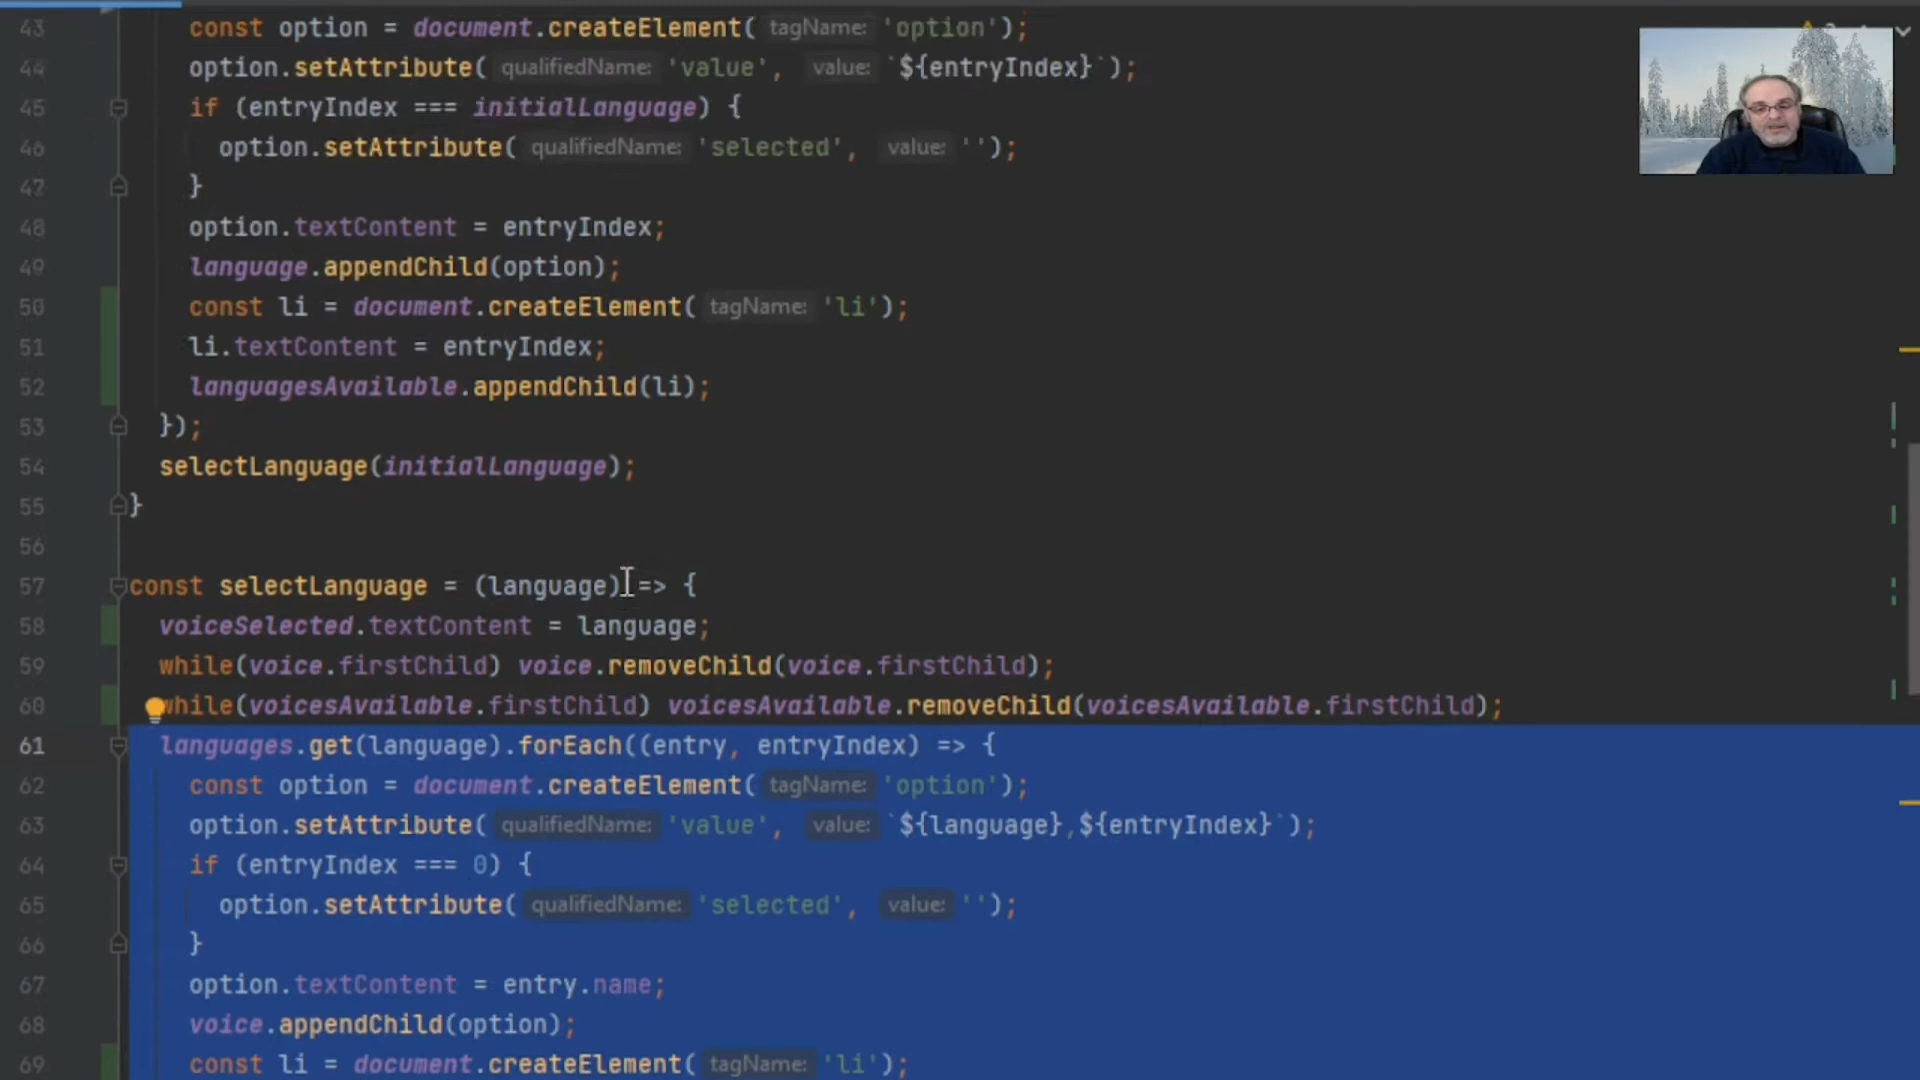 43 const option = document.createElement( tagName: 'option');
44 option.setAttribute( qualifiedName: 'value', value: `${entryIndex}`);
45 if (entryIndex === initialLanguage) {
46 option.setAttribute( qualifiedName: 'selected', value: '');
47 }
48 option.textContent = entryIndex;
49 language.appendChild(option);
50 const li = document.createElement( tagName: 'li');
51 li.textContent = entryIndex;
52 languagesAvailable.appendChild(li);
53 });
54 selectLanguage(initialLanguage);
55 }
56
57 const selectLanguage = (language) => {
58 voiceSelected.textContent = language;
59 while(voice.firstChild) voice.removeChild(voice.firstChild);
60 while(voicesAvailable.firstChild) voicesAvailable.removeChild(voicesAvailable.firstChild);
61 languages.get(language).forEach((entry, entryIndex) => {
62 const option = document.createElement( tagName: 'option');
63 option.setAttribute( qualifiedName: 'value', value: `${language},${entryIndex}`);
64 if (entryIndex === 0) {
65 option.setAttribute( qualifiedName: 'selected', value: '');
66 }
67 option.textContent = entry.name;
68 voice.appendChild(option);
69 const li = document.createElement( tagName: 'li');